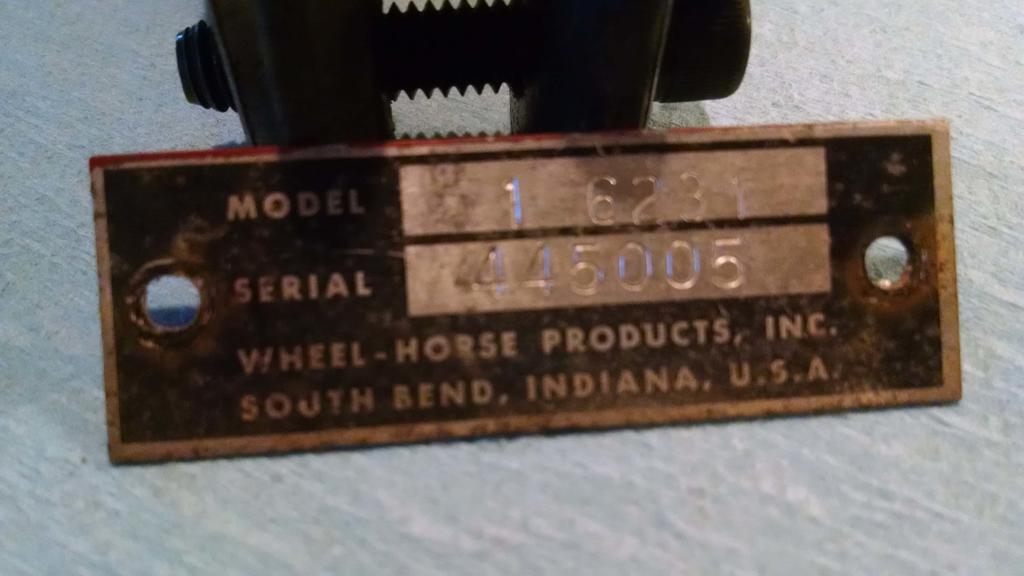 MODEL 1 6231
SERIAL 445005
WHEEL-HORSE PRODUCTS, INC.
SOUTH BEND, INDIANA, U.S.A.